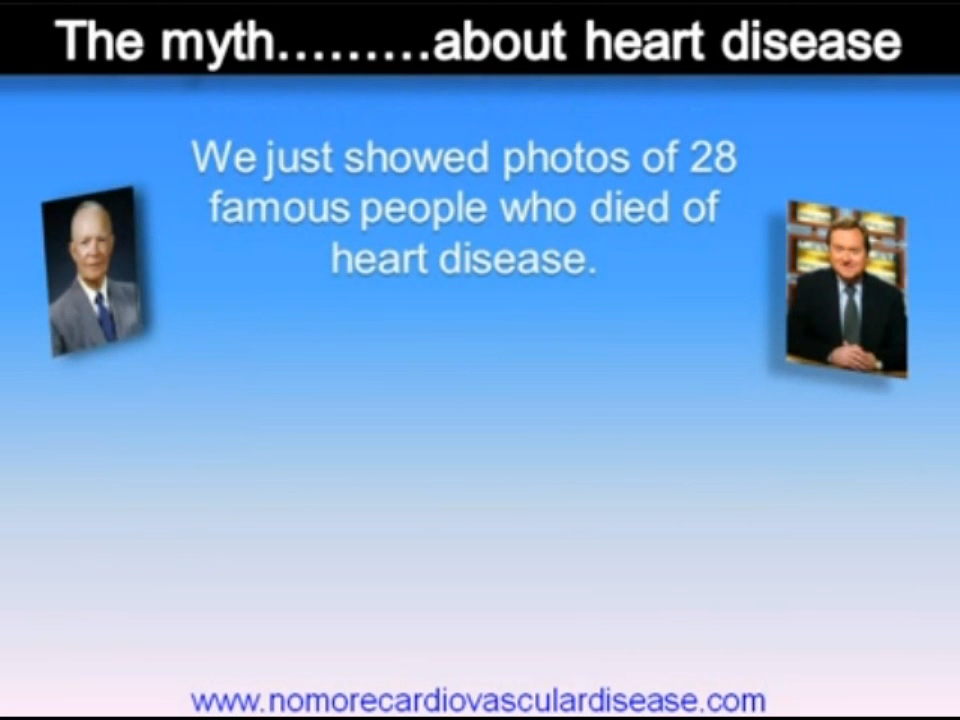 The myth.........about heart disease
We just showed photos of 28
famous people who died of
heart disease.
www.nomorecardiovasculardisease.com